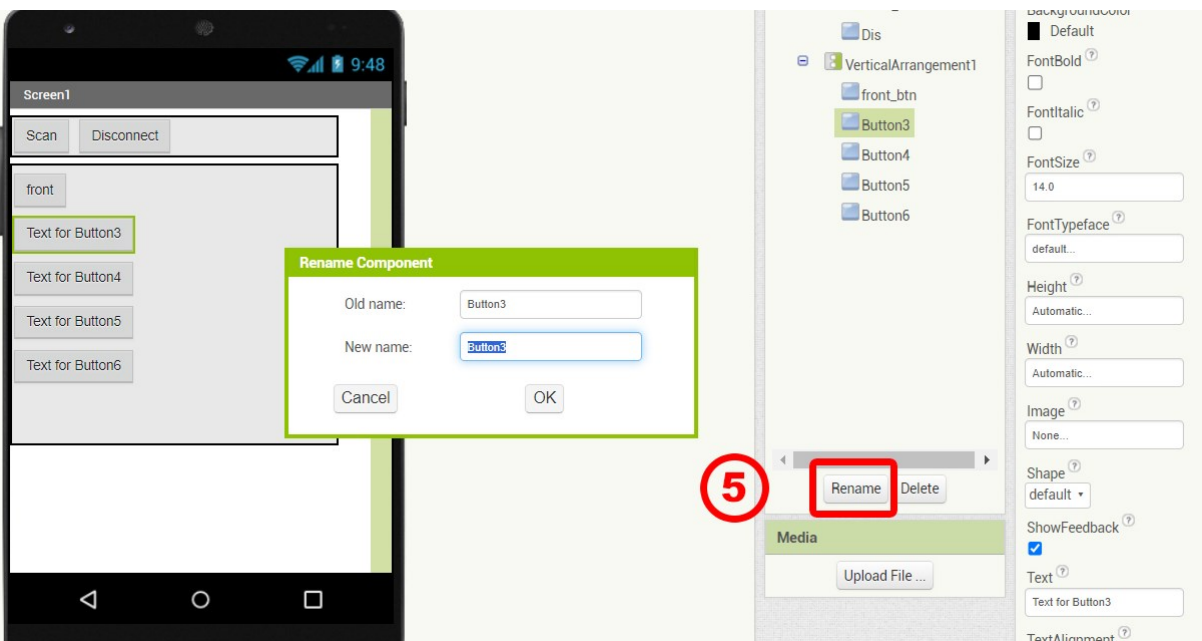 9:48
Screen1
Scan
Disconnect
front
Text for Button3
Text for Button4
Text for Button5
Text for Button6
Rename Component
Old name:
Button3
New name:
Button3
Cancel
OK
Dis
VerticalArrangement1
front_btn
Button3
Button4
Button5
Button6
5
Rename
Delete
Media
Upload File ...
BackgroundColor
Default
FontBold ?
FontItalic ?
FontSize ?
14.0
FontTypeface ?
default...
Height ?
Automatic...
Width ?
Automatic...
Image ?
None...
Shape ?
default
ShowFeedback ?
Text ?
Text for Button3
TextAlignment ?